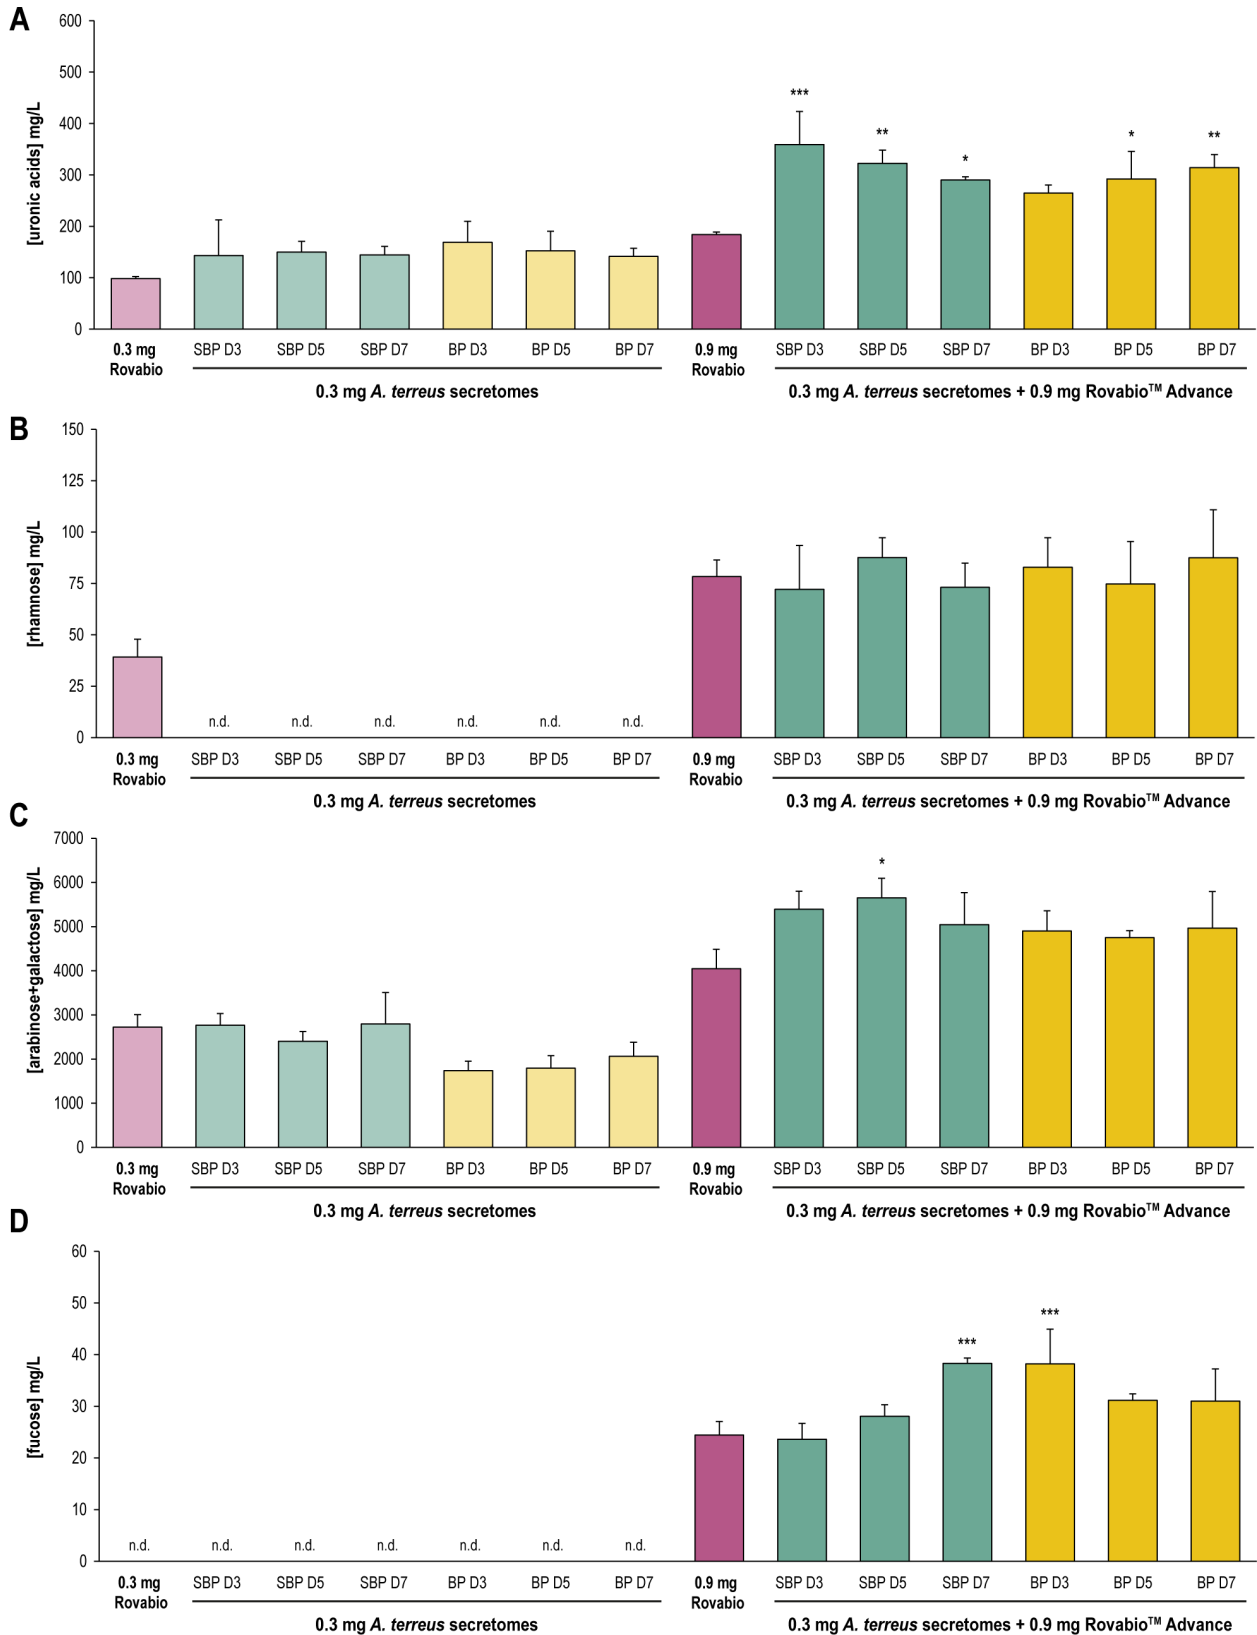 A
[uronic acids] mg/L
600
500
400
300
200
100
0
***
**
*
*
**
0.3 mg
Rovabio
SBP D3
SBP D5
SBP D7
BP D3
BP D5
BP D7
0.9 mg
Rovabio
SBP D3
SBP D5
SBP D7
BP D3
BP D5
BP D7
0.3 mg A. terreus secretomes
0.3 mg A. terreus secretomes + 0.9 mg Rovabio™ Advance
B
[rhamnose] mg/L
150
125
100
75
50
25
0
n.d.
n.d.
n.d.
n.d.
n.d.
n.d.
0.3 mg
Rovabio
SBP D3
SBP D5
SBP D7
BP D3
BP D5
BP D7
0.9 mg
Rovabio
SBP D3
SBP D5
SBP D7
BP D3
BP D5
BP D7
0.3 mg A. terreus secretomes
0.3 mg A. terreus secretomes + 0.9 mg Rovabio™ Advance
C
[arabinose+galactose] mg/L
7000
6000
5000
4000
3000
2000
1000
0
*
0.3 mg
Rovabio
SBP D3
SBP D5
SBP D7
BP D3
BP D5
BP D7
0.9 mg
Rovabio
SBP D3
SBP D5
SBP D7
BP D3
BP D5
BP D7
0.3 mg A. terreus secretomes
0.3 mg A. terreus secretomes + 0.9 mg Rovabio™ Advance
D
[fucose] mg/L
60
50
40
30
20
10
0
n.d.
n.d.
n.d.
n.d.
n.d.
n.d.
n.d.
***
***
0.3 mg
Rovabio
SBP D3
SBP D5
SBP D7
BP D3
BP D5
BP D7
0.9 mg
Rovabio
SBP D3
SBP D5
SBP D7
BP D3
BP D5
BP D7
0.3 mg A. terreus secretomes
0.3 mg A. terreus secretomes + 0.9 mg Rovabio™ Advance